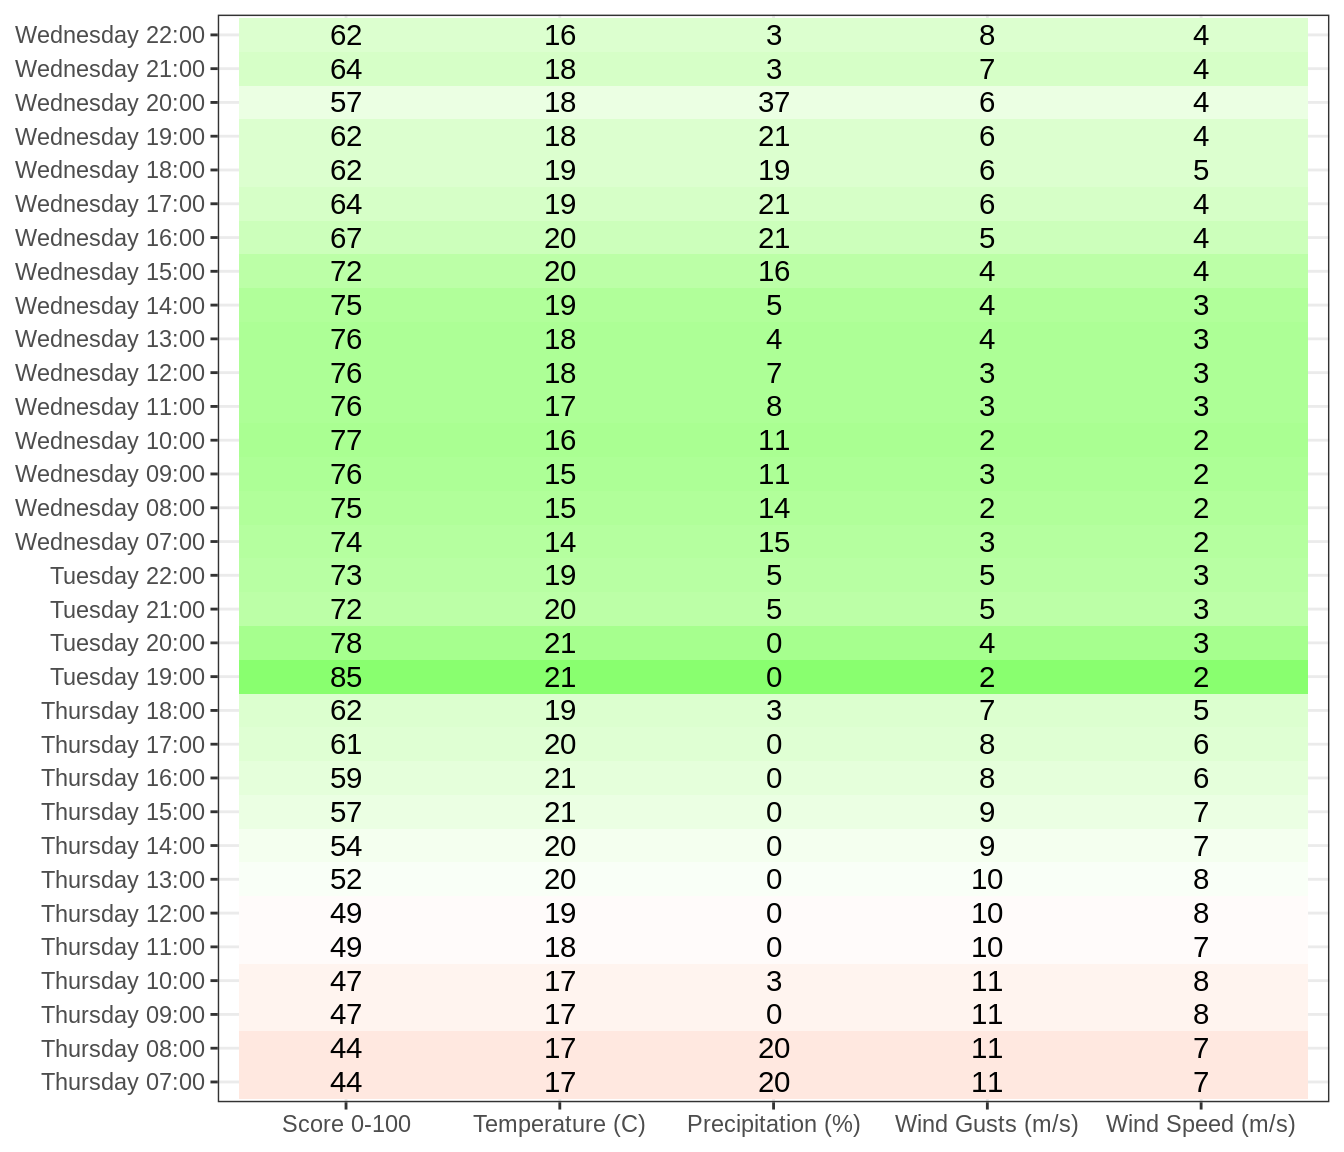 Wednesday 22:00 62 16 3 8 4
Wednesday 21:00 64 18 3 7 4
Wednesday 20:00 57 18 37 6 4
Wednesday 19:00 62 18 21 6 4
Wednesday 18:00 62 19 19 6 5
Wednesday 17:00 64 19 21 6 4
Wednesday 16:00 67 20 21 5 4
Wednesday 15:00 72 20 16 4 4
Wednesday 14:00 75 19 5 4 3
Wednesday 13:00 76 18 4 4 3
Wednesday 12:00 76 18 7 3 3
Wednesday 11:00 76 17 8 3 3
Wednesday 10:00 77 16 11 2 2
Wednesday 09:00 76 15 11 3 2
Wednesday 08:00 75 15 14 2 2
Wednesday 07:00 74 14 15 3 2
Tuesday 22:00 73 19 5 5 3
Tuesday 21:00 72 20 5 5 3
Tuesday 20:00 78 21 0 4 3
Tuesday 19:00 85 21 0 2 2
Thursday 18:00 62 19 3 7 5
Thursday 17:00 61 20 0 8 6
Thursday 16:00 59 21 0 8 6
Thursday 15:00 57 21 0 9 7
Thursday 14:00 54 20 0 9 7
Thursday 13:00 52 20 0 10 8
Thursday 12:00 49 19 0 10 8
Thursday 11:00 49 18 0 10 7
Thursday 10:00 47 17 3 11 8
Thursday 09:00 47 17 0 11 8
Thursday 08:00 44 17 20 11 7
Thursday 07:00 44 17 20 11 7
Score 0-100 Temperature (C) Precipitation (%) Wind Gusts (m/s) Wind Speed (m/s)